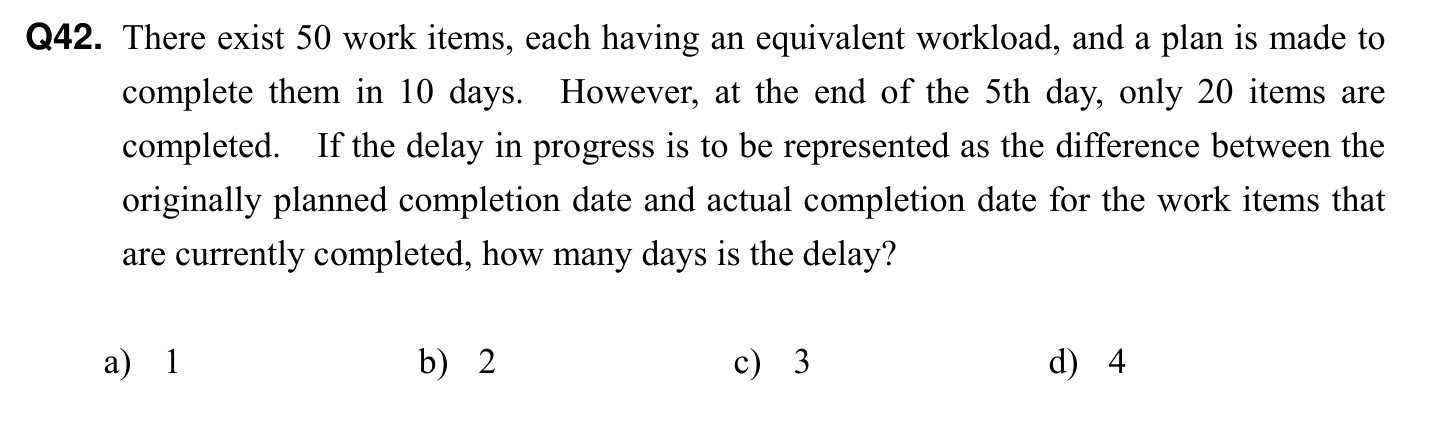 Q42. There exist 50 work items, each having an equivalent workload, and a plan is made to
complete them in 10 days. However, at the end of the 5th day, only 20 items are
completed. If the delay in progress is to be represented as the difference between the
originally planned completion date and actual completion date for the work items that
are currently completed, how many days is the delay?
a) 1 b) 2 c) 3 d) 4